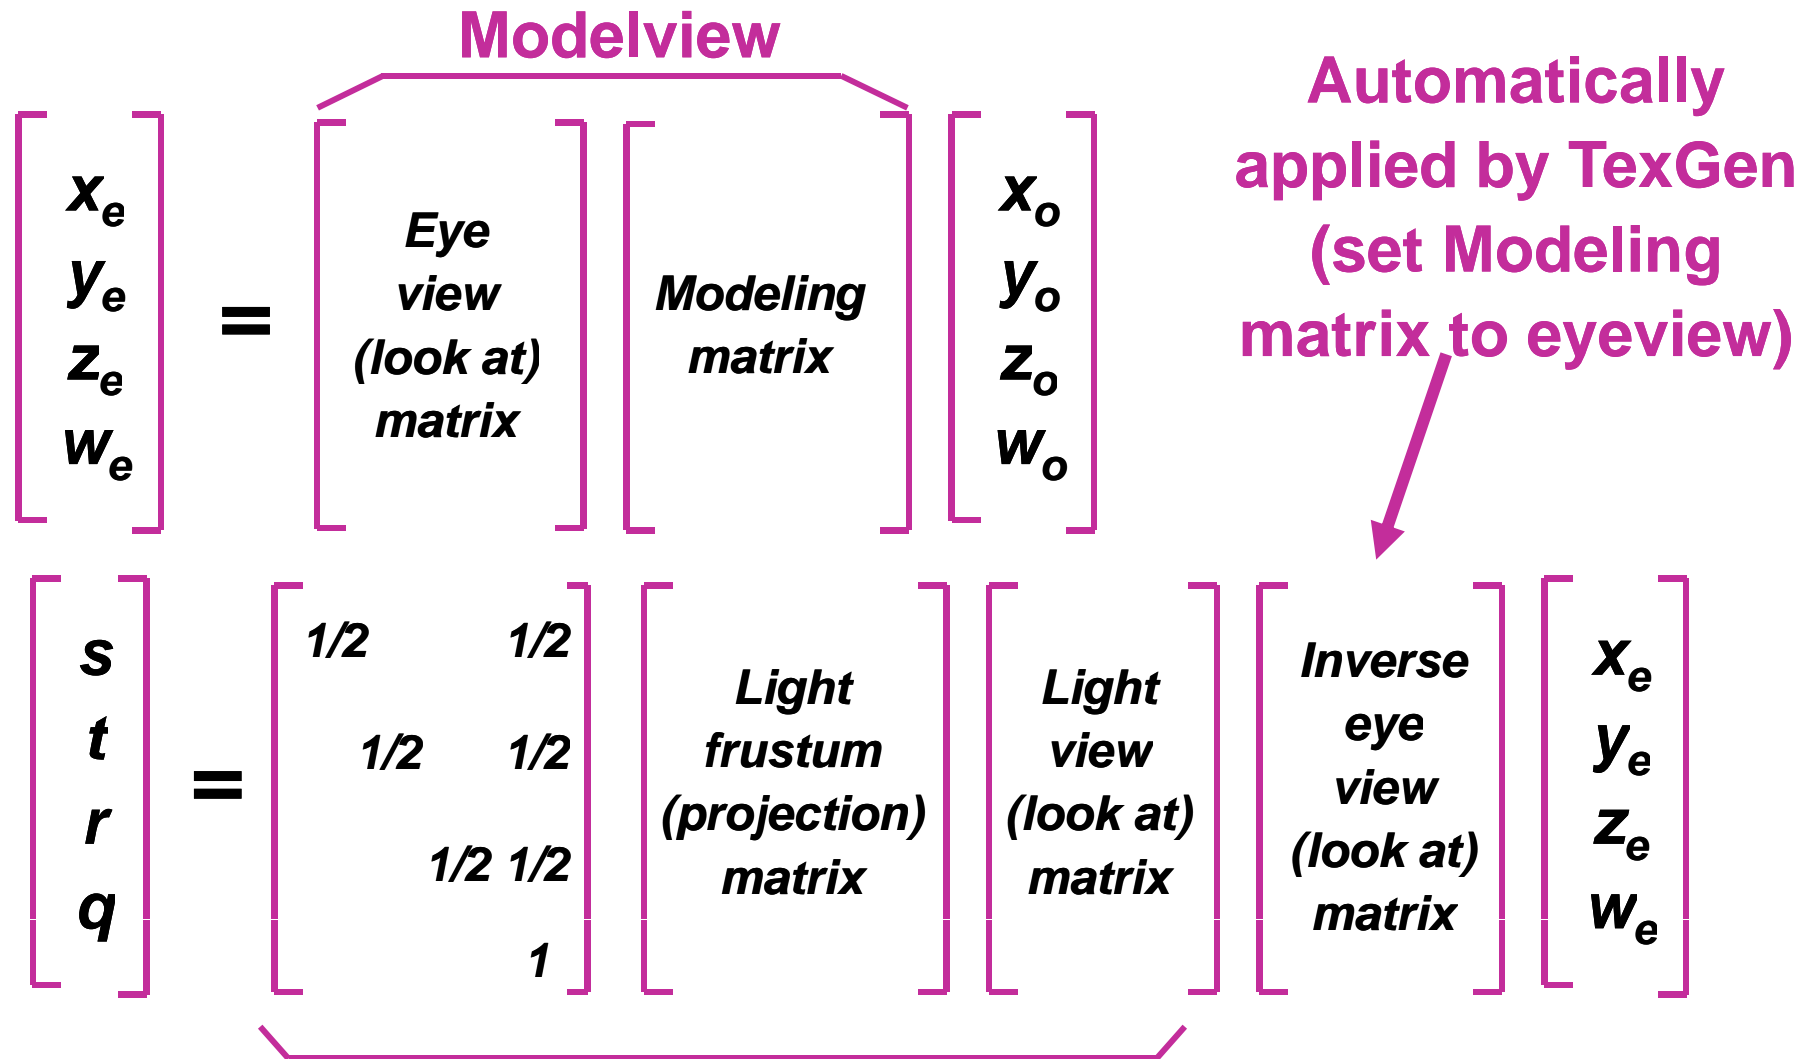 Modelview
Automatically
applied by TexGen
(set Modeling
matrix to eyeview)
xe
ye
ze
we
=
Eye
view
(look at)
matrix
Modeling
matrix
xo
yo
zo
wo
s
t
r
q
=
1/2 1/2
1/2 1/2
1/2 1/2
1
Light
frustum
(projection)
matrix
Light
view
(look at)
matrix
Inverse
eye
view
(look at)
matrix
xe
ye
ze
we